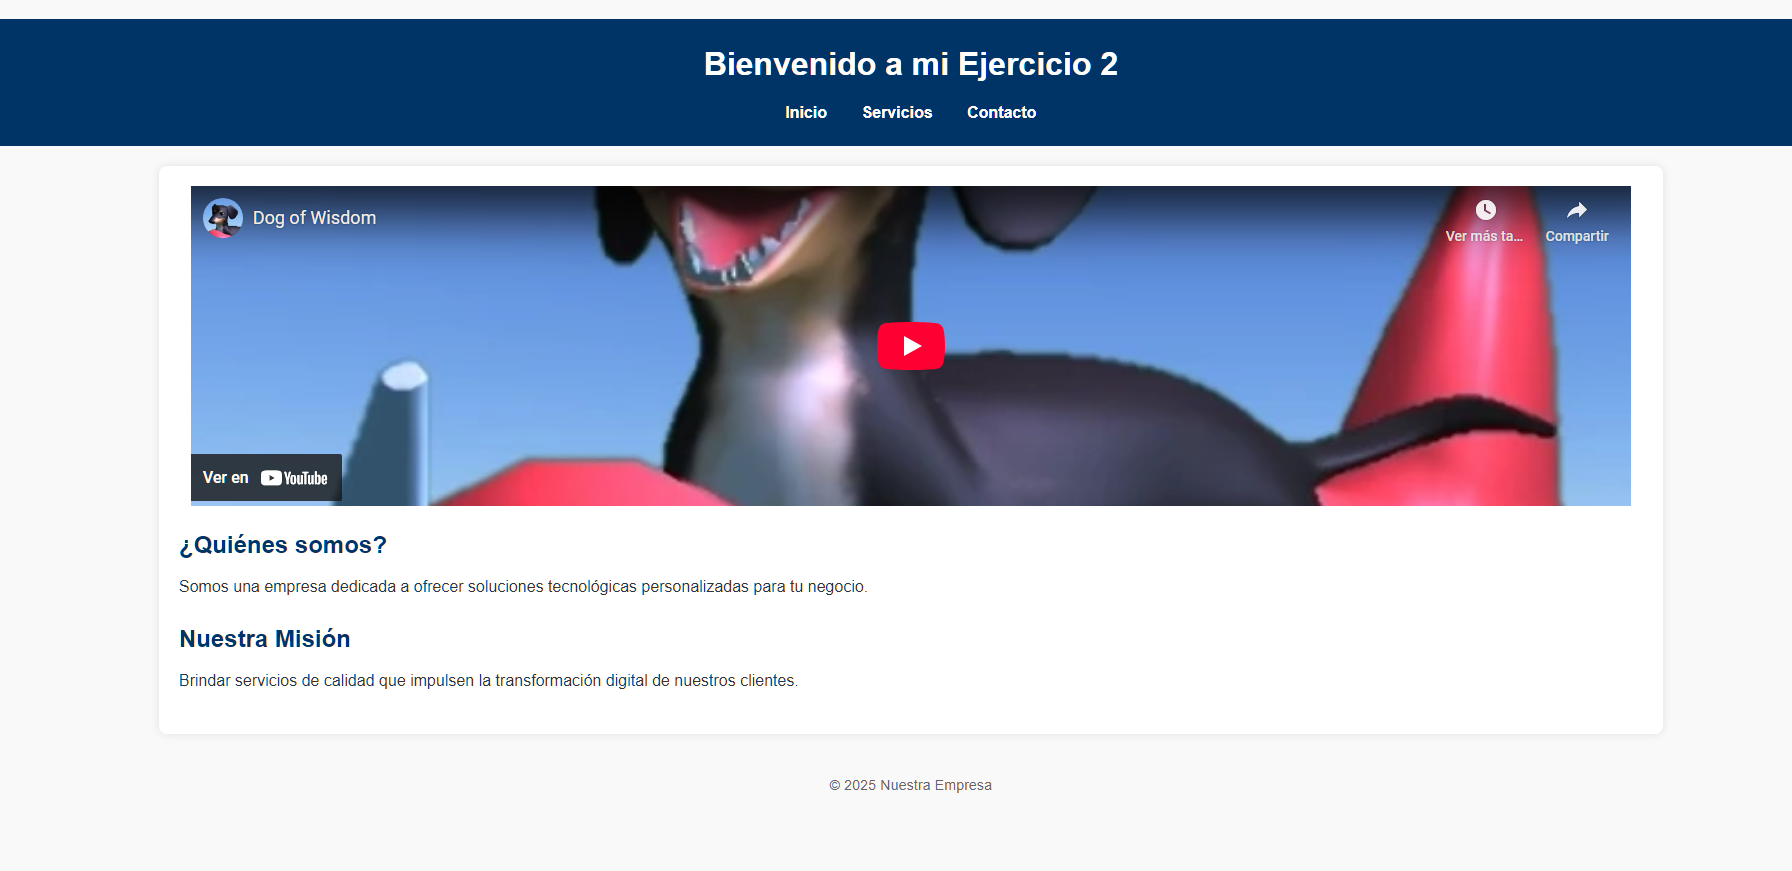 Bienvenido a mi Ejercicio 2
Inicio Servicios Contacto
Dog of Wisdom
Ver más ta... Compartir
Ver en YouTube
¿Quiénes somos?
Somos una empresa dedicada a ofrecer soluciones tecnológicas personalizadas para tu negocio.
Nuestra Misión
Brindar servicios de calidad que impulsen la transformación digital de nuestros clientes.
© 2025 Nuestra Empresa